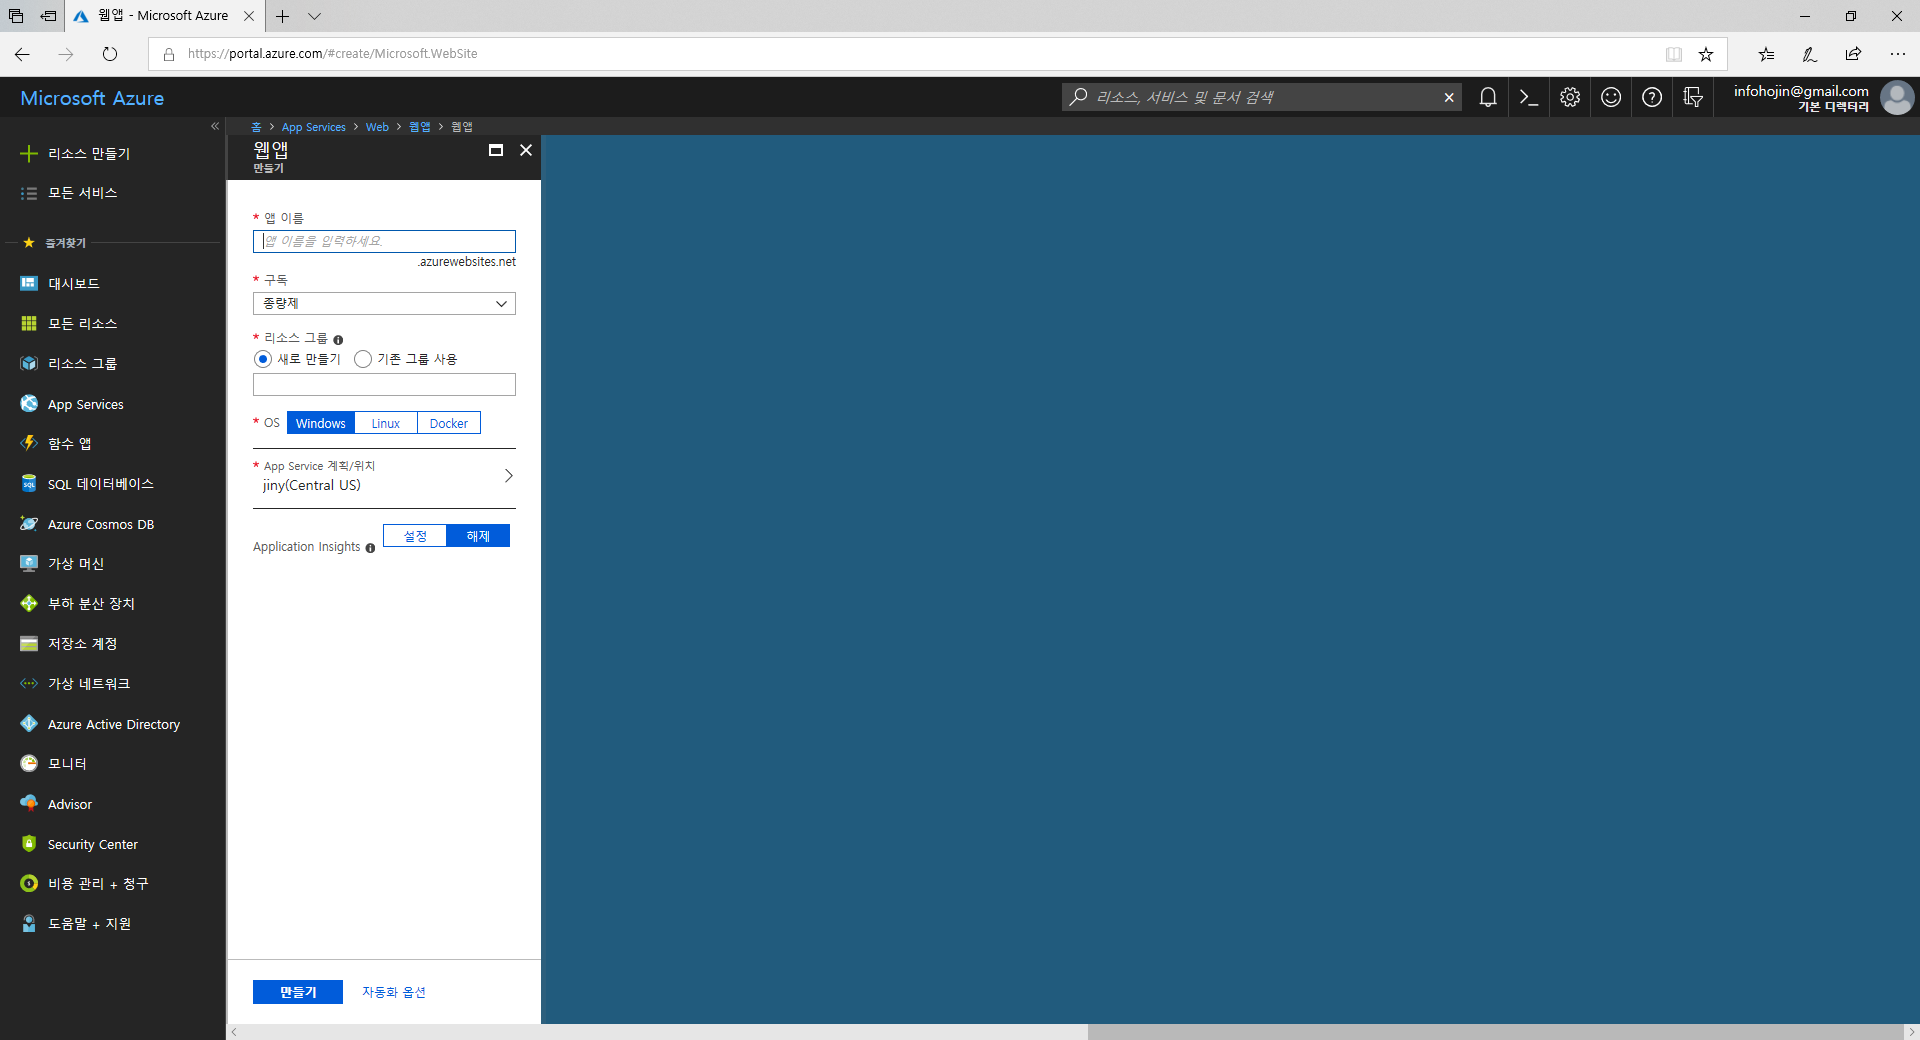 웹앱 - Microsoft Azure
https://portal.azure.com/#create/Microsoft.WebSite
Microsoft Azure
리소스, 서비스 및 문서 검색
infohojin@gmail.com
기본 디렉터리
홈 > App Services > Web > 웹앱 > 웹앱
리소스 만들기
모든 서비스
즐겨찾기
대시보드
모든 리소스
리소스 그룹
App Services
함수 앱
SQL 데이터베이스
Azure Cosmos DB
가상 머신
부하 분산 장치
저장소 계정
가상 네트워크
Azure Active Directory
모니터
Advisor
Security Center
비용 관리 + 청구
도움말 + 지원
웹앱
만들기
* 앱 이름
앱 이름을 입력하세요.
.azurewebsites.net
* 구독
종량제
* 리소스 그룹
새로 만들기 기존 그룹 사용
* OS Windows Linux Docker
* App Service 계획/위치
jiny(Central US)
Application Insights 설정 해제
만들기 자동화 옵션